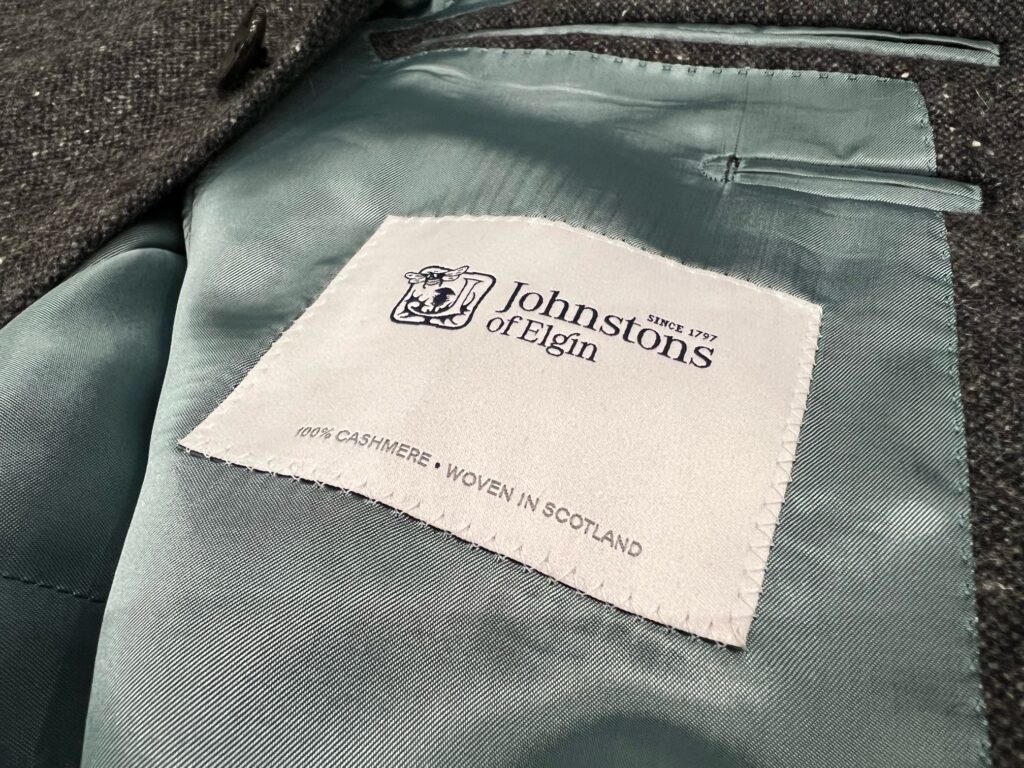 Johnstons
SINCE 1797
of Elgin
100% CASHMERE • WOVEN IN SCOTLAND